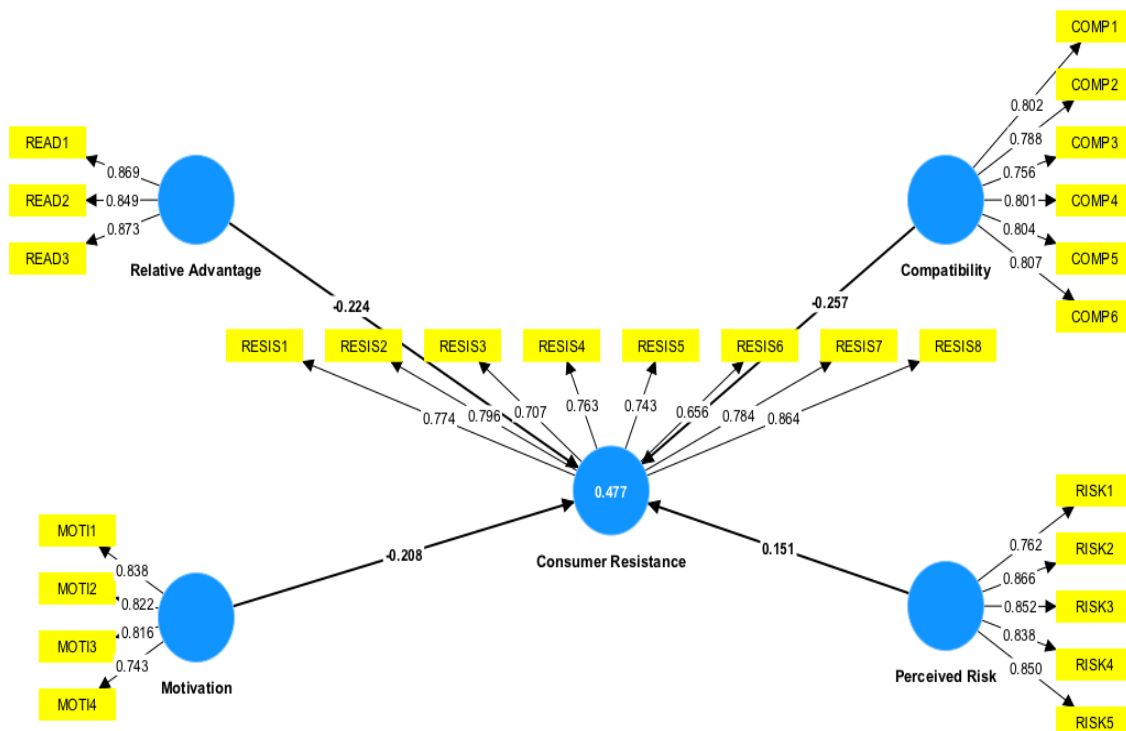 COMP1
COMP2
COMP3
COMP4
COMP5
COMP6
0.802
0.788
0.756
0.801
0.804
0.807
Compatibility
READ1
READ2
READ3
0.869
0.849
0.873
Relative Advantage
-0.224
-0.257
RESIS1 RESIS2 RESIS3 RESIS4 RESIS5 RESIS6 RESIS7 RESIS8
0.774 0.796 0.707 0.763 0.743 0.656 0.784 0.864
0.477
Consumer Resistance
MOTI1
MOTI2
MOTI3
MOTI4
0.838
0.822
0.816
0.743
Motivation
-0.208
0.151
RISK1
RISK2
RISK3
RISK4
RISK5
0.762
0.866
0.852
0.838
0.850
Perceived Risk